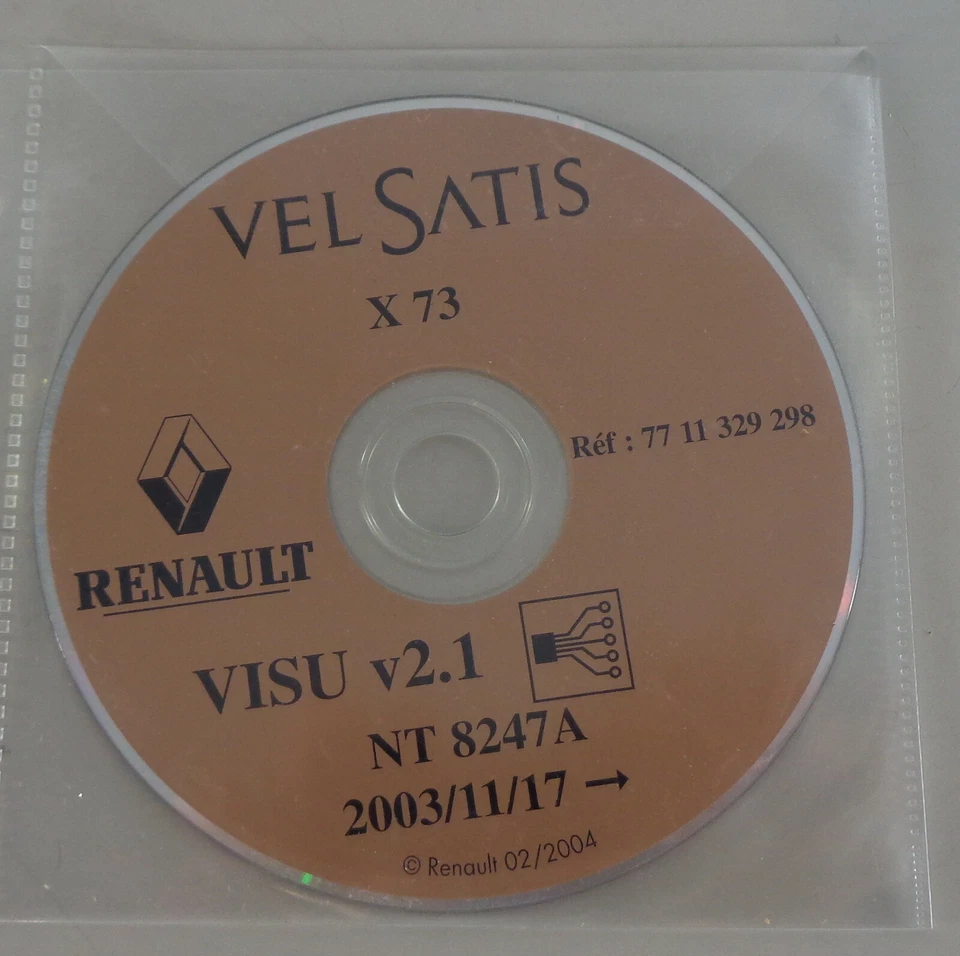 VEL SATIS
X 73
Réf : 77 11 329 298
RENAULT
VISU v2.1
NT 8247A
2003/11/17 →
© Renault 02/2004